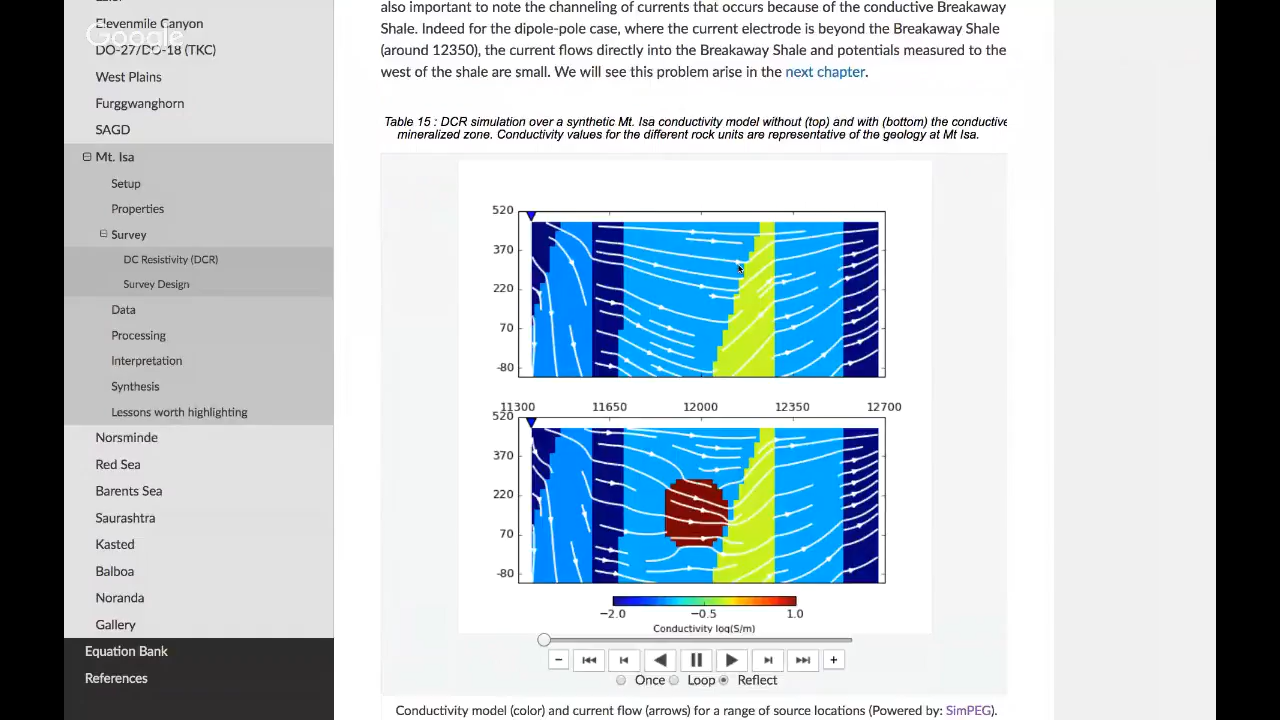 Elevenmile Canyon
Google
DO-27/DO-18 (TKC)
West Plains
Furggwanghorn
SAGD
Mt. Isa
Setup
Properties
Survey
DC Resistivity (DCR)
Survey Design
Data
Processing
Interpretation
Synthesis
Lessons worth highlighting
Norsminde
Red Sea
Barents Sea
Saurashtra
Kasted
Balboa
Noranda
Gallery
Equation Bank
References
also important to note the channeling of currents that occurs because of the conductive Breakaway
Shale. Indeed for the dipole-pole case, where the current electrode is beyond the Breakaway Shale
(around 12350), the current flows directly into the Breakaway Shale and potentials measured to the
west of the shale are small. We will see this problem arise in the next chapter.
Table 15 : DCR simulation over a synthetic Mt. Isa conductivity model without (top) and with (bottom) the conductive
mineralized zone. Conductivity values for the different rock units are representative of the geology at Mt Isa.
520
370
220
70
-80
11300 11650 12000 12350 12700
520
370
220
70
-80
−2.0 −0.5 1.0
Conductivity log(S/m)
Once Loop Reflect
Conductivity model (color) and current flow (arrows) for a range of source locations (Powered by: SimPEG).